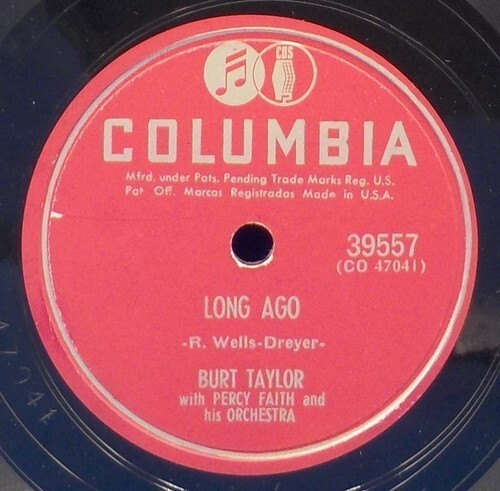 CBS
COLUMBIA
Mfrd. under Pats. Pending Trade Marks Reg. U.S.
Pat Off. Marcas Registradas Made in U.S.A.
39557
(CO 47041)
LONG AGO
-R. Wells-Dreyer-
BURT TAYLOR
with PERCY FAITH and
his ORCHESTRA